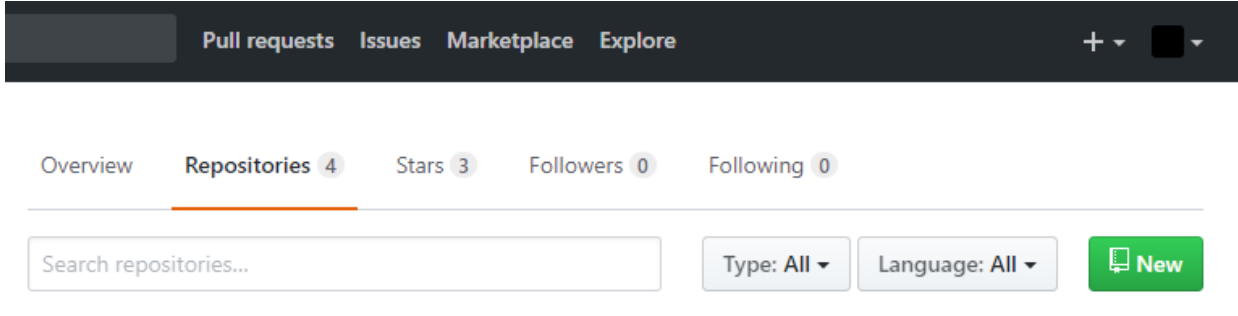 Pull requests Issues Marketplace Explore
Overview Repositories 4 Stars 3 Followers 0 Following 0
Search repositories... Type: All Language: All New